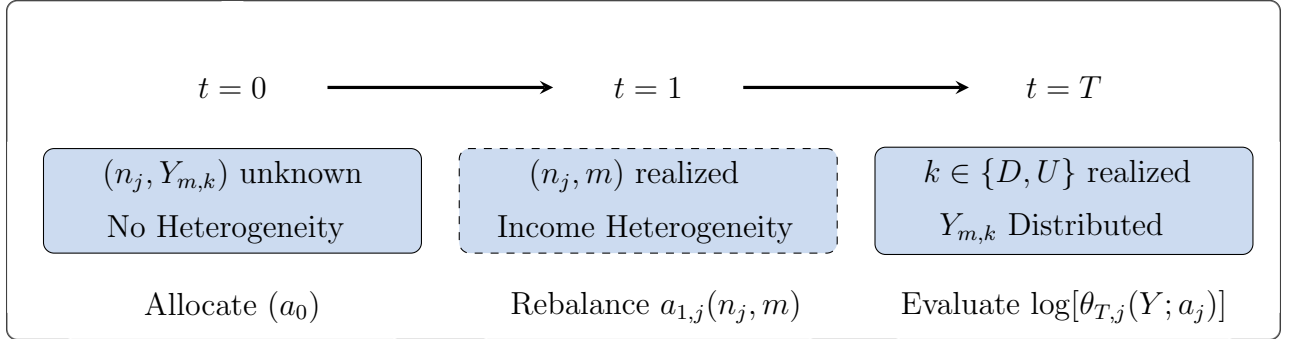 t = 0 t = 1 t = T
(n_j, Y_{m,k}) unknown
No Heterogeneity
(n_j, m) realized
Income Heterogeneity
k ∈ {D, U} realized
Y_{m,k} Distributed
Allocate (a_0) Rebalance a_{1,j}(n_j, m) Evaluate log[θ_{T,j}(Y; a_j)]